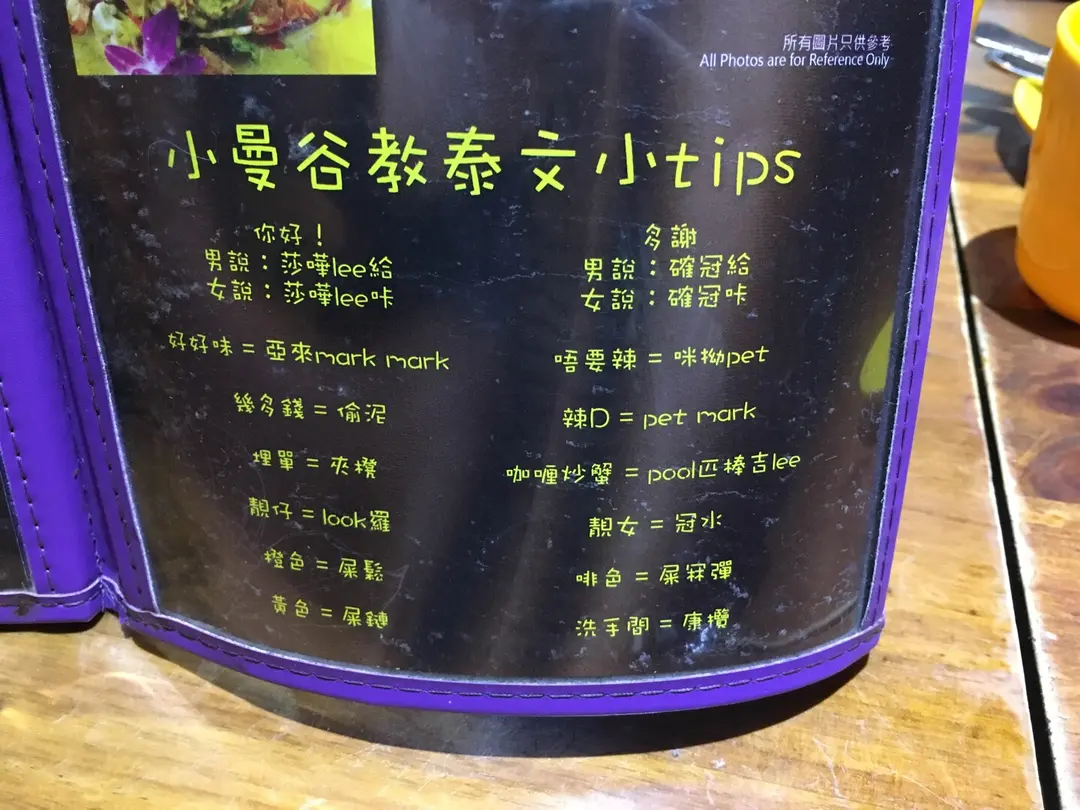 所有圖片只供參考
All Photos are for Reference Only
小曼谷教泰文小tips
你好！
男說：莎嘩lee給
女說：莎嘩lee咔
好好味 = 亞來mark mark
幾多錢 = 偷泥
埋單 = 夾櫈
靚仔 = look羅
橙色 = 屎鬆
黃色 = 屎鏈
多謝
男說：確冠給
女說：確冠咔
唔要辣 = 咪拗pet
辣D = pet mark
咖喱炒蟹 = pool匹棒吉lee
靚女 = 冠水
啡色 = 屎冧彈
洗手間 = 康欖